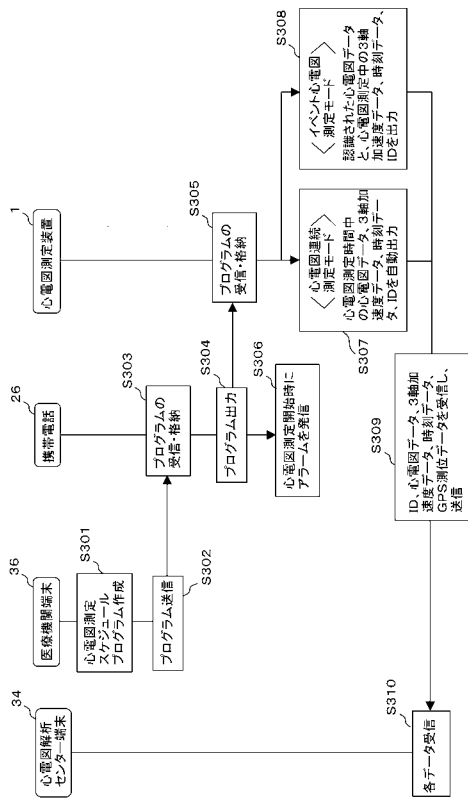 34
心電図解析
センター端末
36
医療機関端末
26
携帯電話
1
心電図測定装置
S301
心電図測定
スケジュール
プログラム作成
S302
プログラム送信
S303
プログラムの
受信・格納
S304
プログラム出力
S305
プログラムの
受信・格納
S306
心電図測定開始時に
アラームを発信
S307
＜心電図連続
測定モード＞
心電図測定時間中
の心電図データ、3軸加
速度データ、時刻デー
タ、IDを自動出力
S308
＜イベント心電図
測定モード＞
認識された心電図データ
と、心電図測定中の3軸
加速度データ、時刻データ、
IDを出力
S309
ID、心電図データ、3軸加
速度データ、時刻データ、
GPS測位データを受信し、
送信
S310
各データ受信